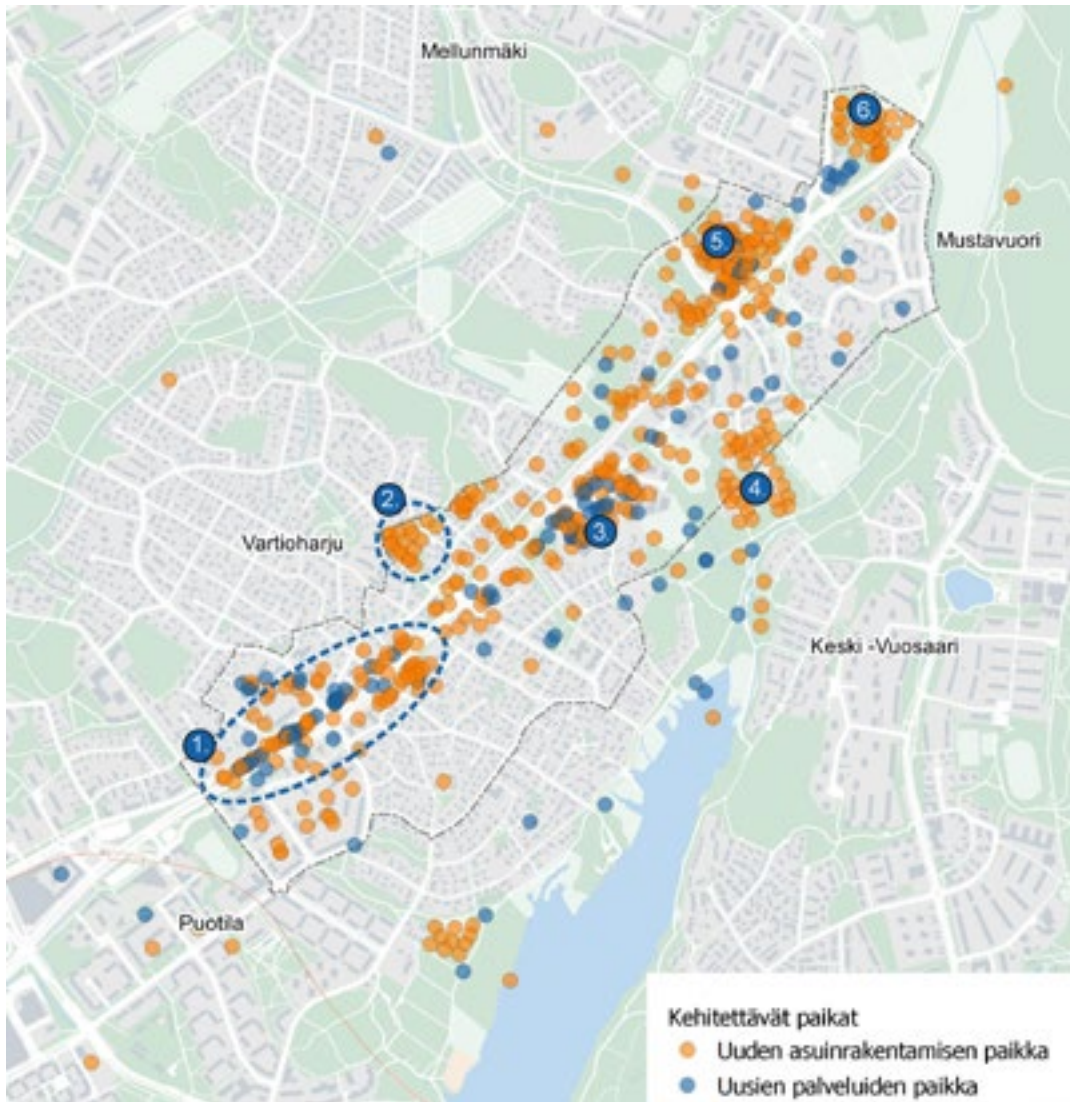 Mellunmäki
6.
5.
Mustavuori
2.
4.
Vartioharju
3.
Keski -Vuosaari
1.
Puotila
Kehitettävät paikat
Uuden asuinrakentamisen paikka
Uusien palveluiden paikka